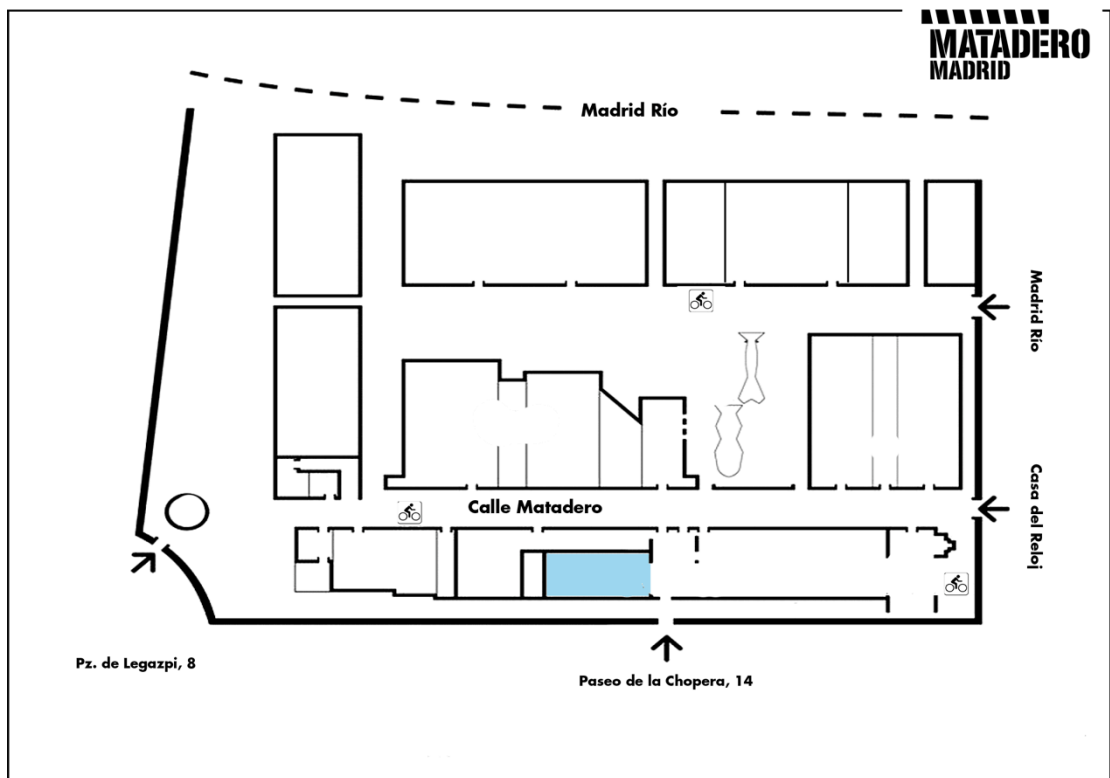 MATADERO
MADRID
Madrid Río
Madrid Río
Calle Matadero
Casa del Reloj
Pz. de Legazpi, 8
Paseo de la Chopera, 14